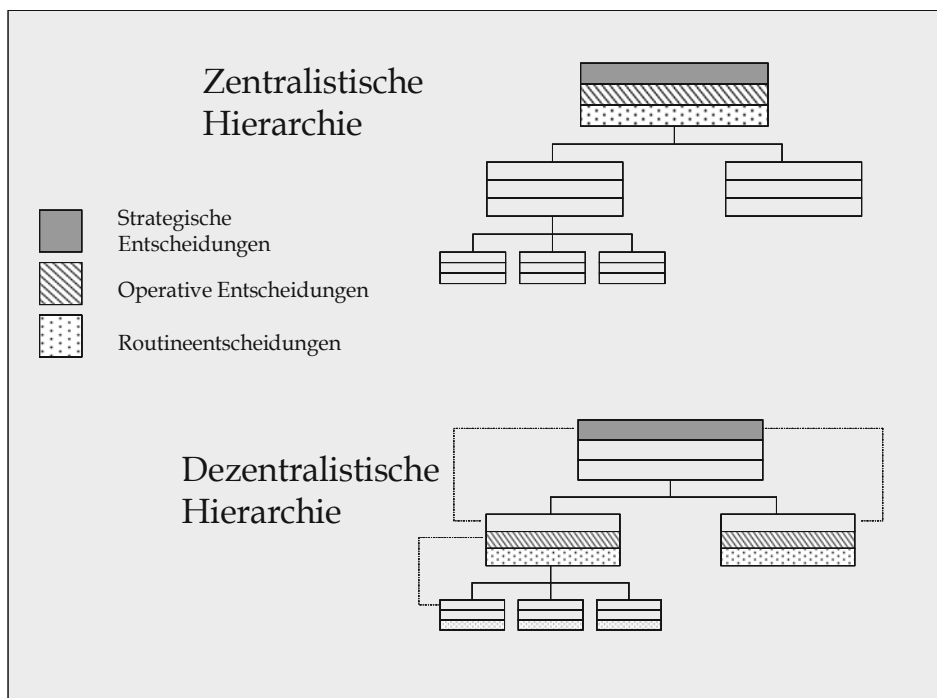 Zentralistische
Hierarchie
Strategische
Entscheidungen
Operative Entscheidungen
Routineentscheidungen
Dezentralistische
Hierarchie